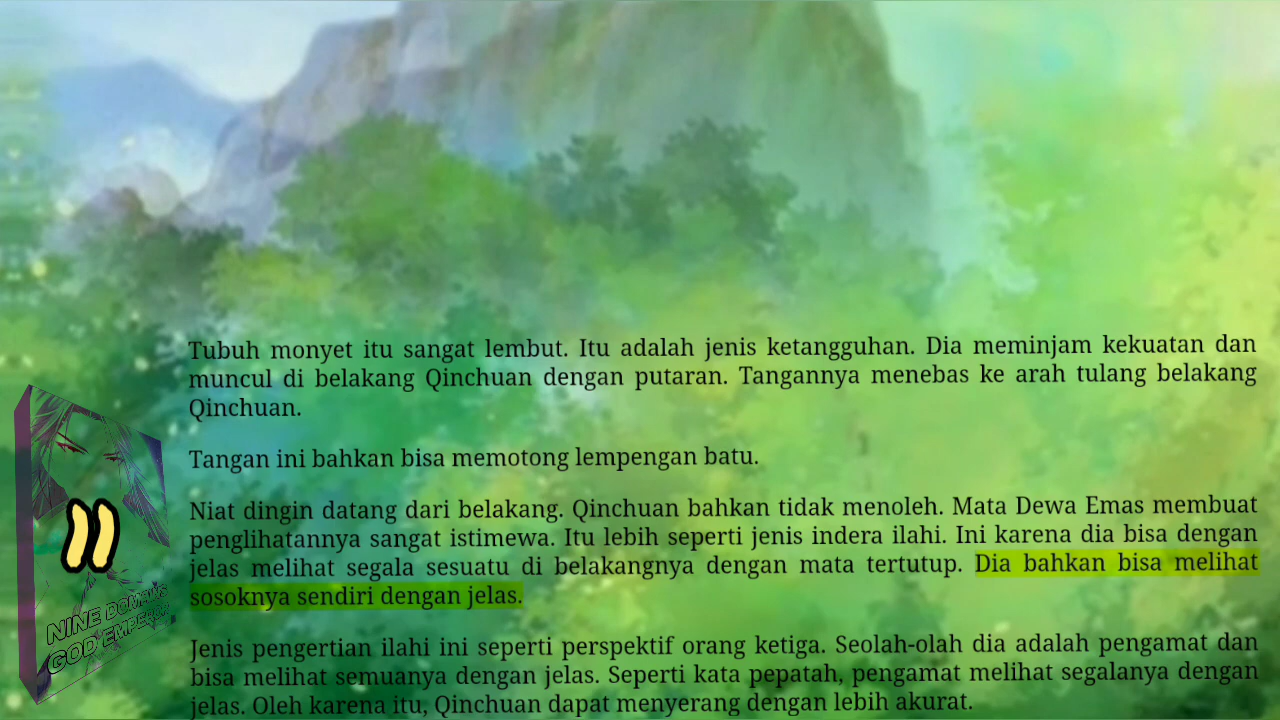 Tubuh monyet itu sangat lembut. Itu adalah jenis ketangguhan. Dia meminjam kekuatan dan
muncul di belakang Qinchuan dengan putaran. Tangannya menebas ke arah tulang belakang
Qinchuan.
Tangan ini bahkan bisa memotong lempengan batu.
Niat dingin datang dari belakang. Qinchuan bahkan tidak menoleh. Mata Dewa Emas membuat
penglihatannya sangat istimewa. Itu lebih seperti jenis indera ilahi. Ini karena dia bisa dengan
jelas melihat segala sesuatu di belakangnya dengan mata tertutup. Dia bahkan bisa melihat
sosoknya sendiri dengan jelas.
Jenis pengertian ilahi ini seperti perspektif orang ketiga. Seolah-olah dia adalah pengamat dan
bisa melihat semuanya dengan jelas. Seperti kata pepatah, pengamat melihat segalanya dengan
jelas. Oleh karena itu, Qinchuan dapat menyerang dengan lebih akurat.
NINE DOMAINS
GOD EMPEROR